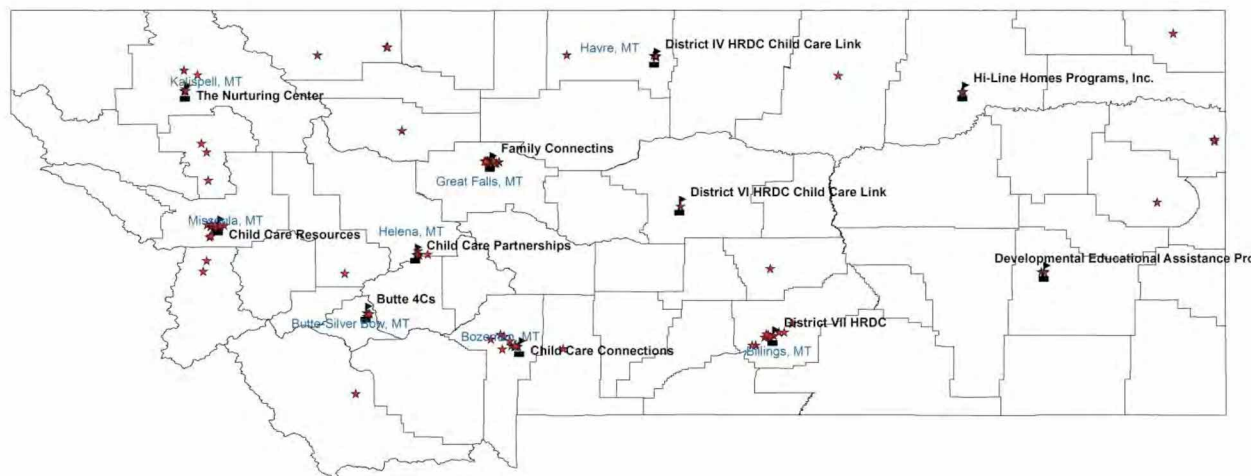 Havre, MT
District IV HRDC Child Care Link
Kalispell, MT
The Nurturing Center
Hi-Line Homes Programs, Inc.
Family Connectins
Great Falls, MT
District VI HRDC Child Care Link
Missoula, MT
Child Care Resources
Helena, MT
Child Care Partnerships
Developmental Educational Assistance Pro
Butte 4Cs
Butte-Silver Bow, MT
District VII HRDC
Bozeman, MT
Child Care Connections
Billings, MT